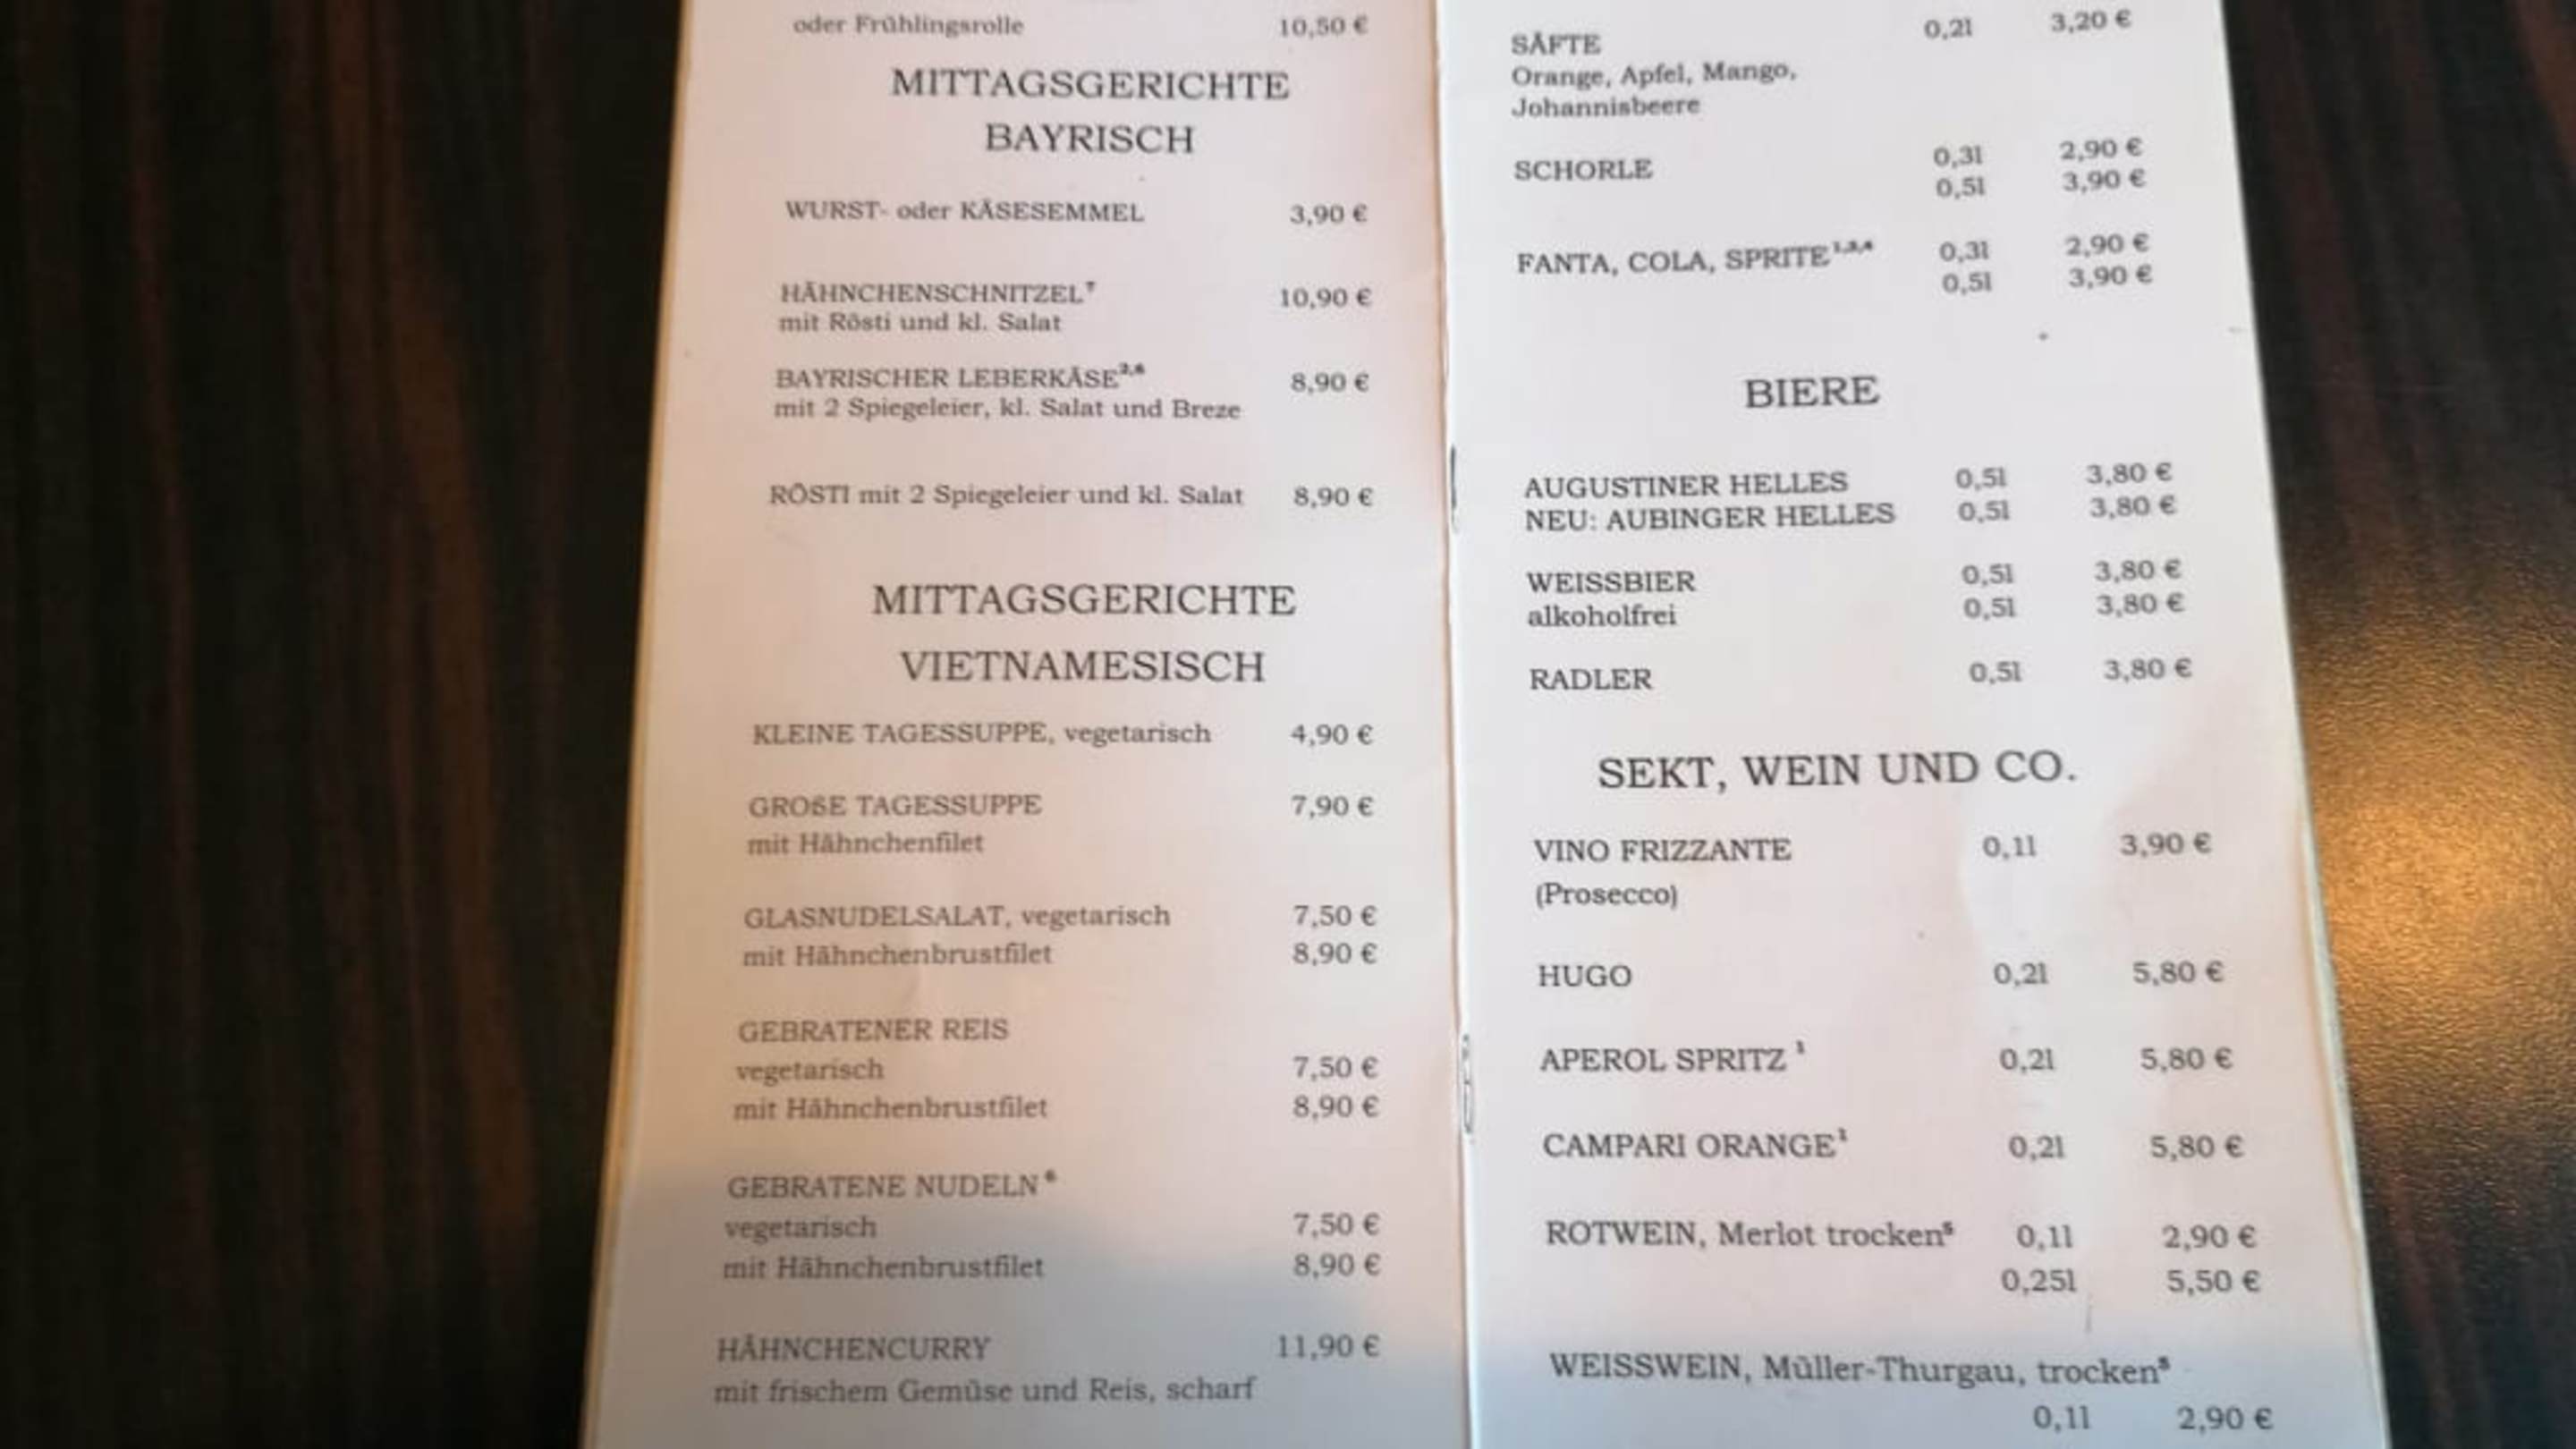 oder Frühlingsrolle 10,50 €
MITTAGSGERICHTE
BAYRISCH
WURST- oder KÄSESEMMEL 3,90 €
HÄHNCHENSCHNITZEL⁷ 10,90 €
mit Rösti und kl. Salat
BAYRISCHER LEBERKÄSE²,⁶ 8,90 €
mit 2 Spiegeleier, kl. Salat und Breze
RÖSTI mit 2 Spiegeleier und kl. Salat 8,90 €
MITTAGSGERICHTE
VIETNAMESISCH
KLEINE TAGESSUPPE, vegetarisch 4,90 €
GROßE TAGESSUPPE 7,90 €
mit Hähnchenfilet
GLASNUDELSALAT, vegetarisch 7,50 €
mit Hähnchenbrustfilet 8,90 €
GEBRATENER REIS
vegetarisch 7,50 €
mit Hähnchenbrustfilet 8,90 €
GEBRATENE NUDELN⁶
vegetarisch 7,50 €
mit Hähnchenbrustfilet 8,90 €
HÄHNCHENCURRY 11,90 €
mit frischem Gemüse und Reis, scharf
SÄFTE 0,2l 3,20 €
Orange, Apfel, Mango,
Johannisbeere
SCHORLE 0,3l 2,90 €
0,5l 3,90 €
FANTA, COLA, SPRITE 0,3l 2,90 €
0,5l 3,90 €
BIERE
AUGUSTINER HELLES 0,5l 3,80 €
NEU: AUBINGER HELLES 0,5l 3,80 €
WEISSBIER 0,5l 3,80 €
alkoholfrei 0,5l 3,80 €
RADLER 0,5l 3,80 €
SEKT, WEIN UND CO.
VINO FRIZZANTE 0,1l 3,90 €
(Prosecco)
HUGO 0,2l 5,80 €
APEROL SPRITZ ¹ 0,2l 5,80 €
CAMPARI ORANGE¹ 0,2l 5,80 €
ROTWEIN, Merlot trocken⁵ 0,1l 2,90 €
0,25l 5,50 €
WEISSWEIN, Müller-Thurgau, trocken⁵
0,1l 2,90 €